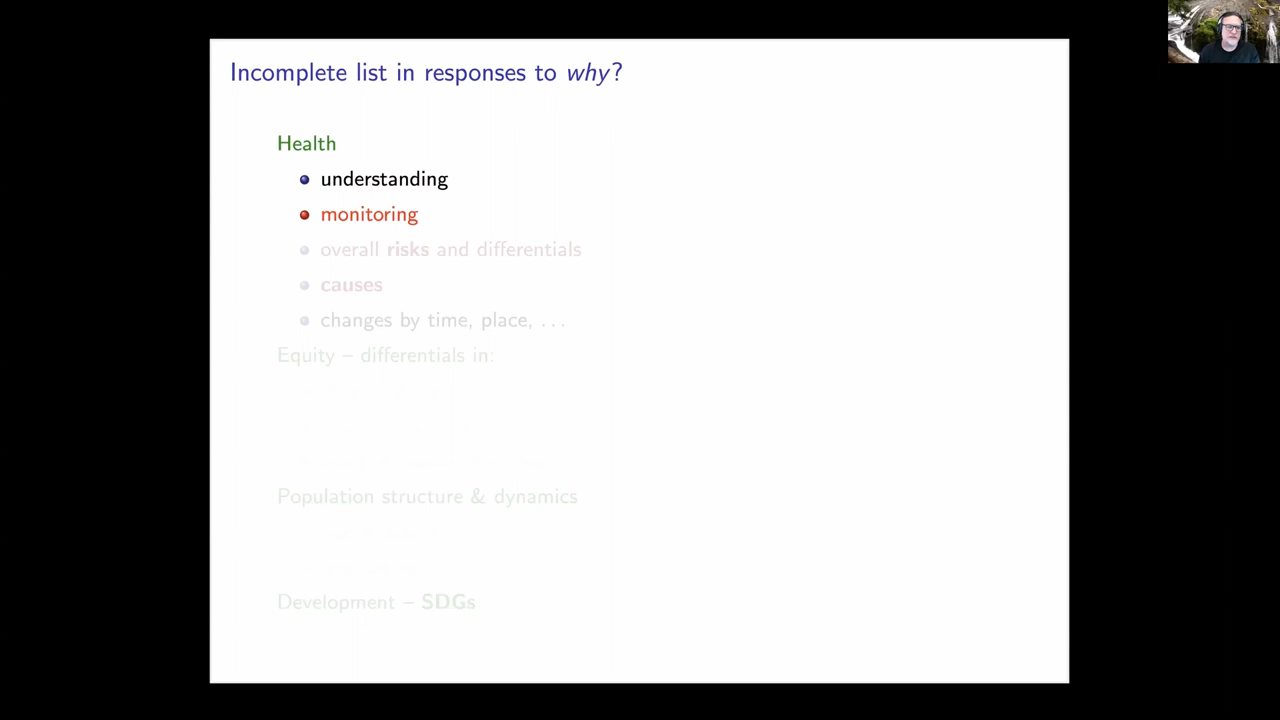 Incomplete list in responses to why?
Health
understanding
monitoring
overall risks and differentials
causes
changes by time, place, ...
Equity – differentials in:
Population structure & dynamics
Development – SDGs